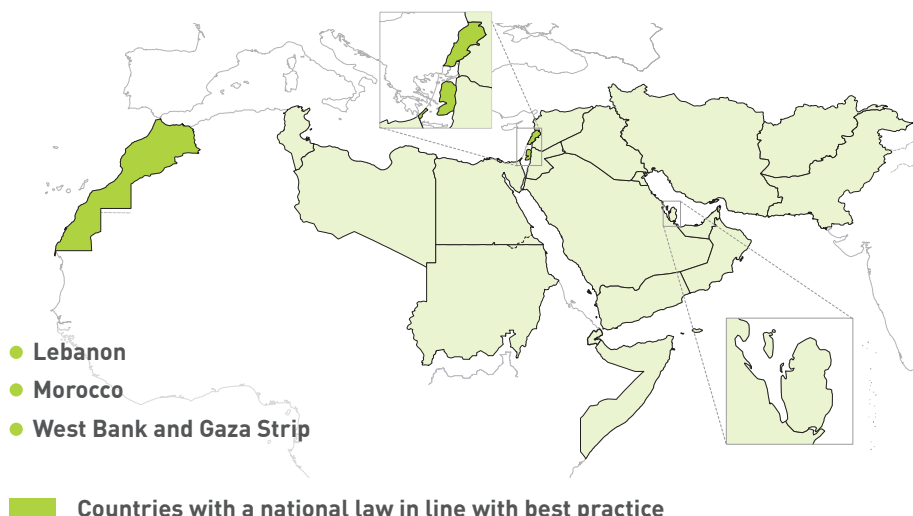 Lebanon
Morocco
West Bank and Gaza Strip
Countries with a national law in line with best practice